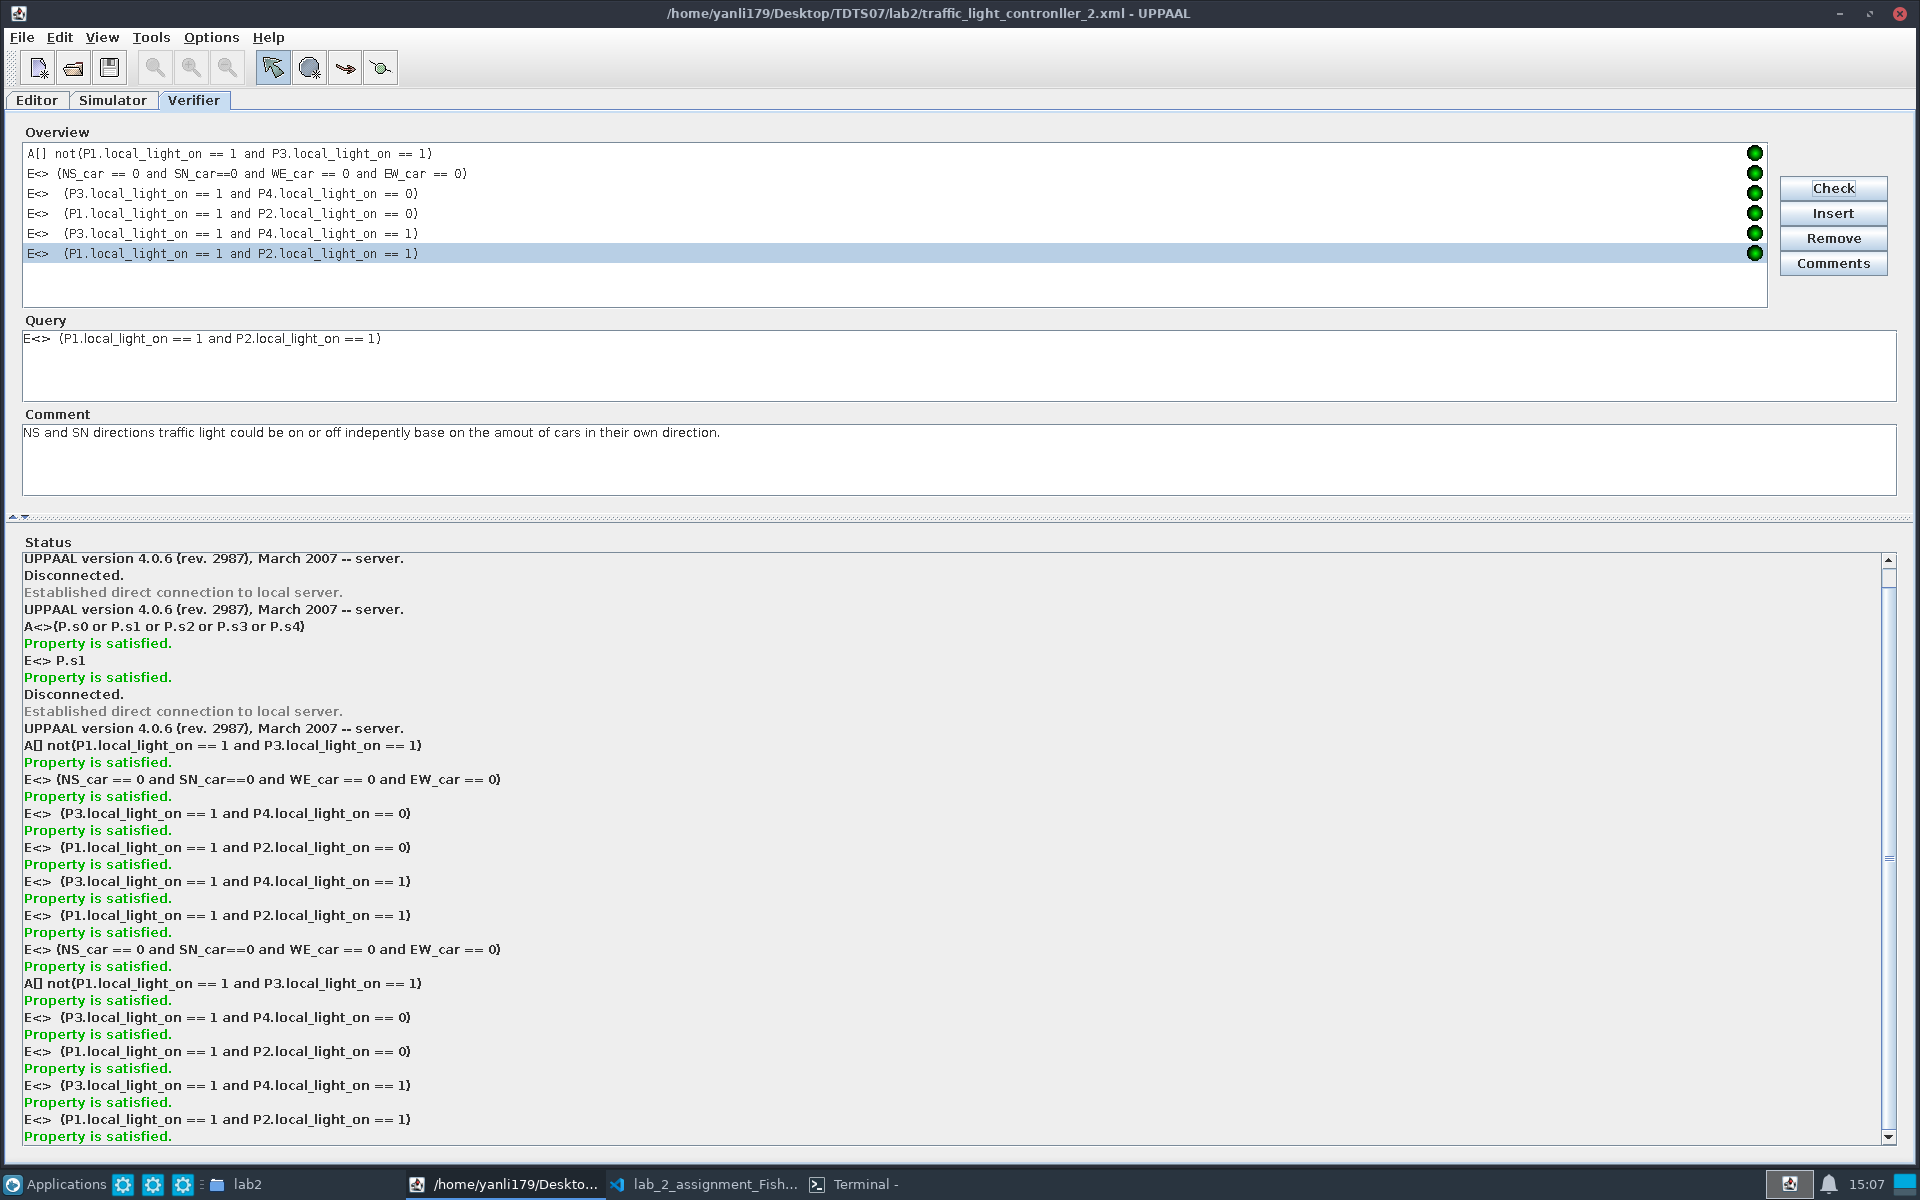 /home/yanli179/Desktop/TDTS07/lab2/traffic_light_contronller_2.xml - UPPAAL
File Edit View Tools Options Help
Editor Simulator Verifier
Overview
A[] not(P1.local_light_on == 1 and P3.local_light_on == 1)
E<> (NS_car == 0 and SN_car==0 and WE_car == 0 and EW_car == 0)
E<> (P3.local_light_on == 1 and P4.local_light_on == 0)
E<> (P1.local_light_on == 1 and P2.local_light_on == 0)
E<> (P3.local_light_on == 1 and P4.local_light_on == 1)
E<> (P1.local_light_on == 1 and P2.local_light_on == 1)
Check
Insert
Remove
Comments
Query
E<> (P1.local_light_on == 1 and P2.local_light_on == 1)
Comment
NS and SN directions traffic light could be on or off indepently base on the amout of cars in their own direction.
Status
UPPAAL version 4.0.6 (rev. 2987), March 2007 -- server.
Disconnected.
Established direct connection to local server.
UPPAAL version 4.0.6 (rev. 2987), March 2007 -- server.
A<>(P.s0 or P.s1 or P.s2 or P.s3 or P.s4)
Property is satisfied.
E<> P.s1
Property is satisfied.
Disconnected.
Established direct connection to local server.
UPPAAL version 4.0.6 (rev. 2987), March 2007 -- server.
A[] not(P1.local_light_on == 1 and P3.local_light_on == 1)
Property is satisfied.
E<> (NS_car == 0 and SN_car==0 and WE_car == 0 and EW_car == 0)
Property is satisfied.
E<> (P3.local_light_on == 1 and P4.local_light_on == 0)
Property is satisfied.
E<> (P1.local_light_on == 1 and P2.local_light_on == 0)
Property is satisfied.
E<> (P3.local_light_on == 1 and P4.local_light_on == 1)
Property is satisfied.
E<> (P1.local_light_on == 1 and P2.local_light_on == 1)
Property is satisfied.
E<> (NS_car == 0 and SN_car==0 and WE_car == 0 and EW_car == 0)
Property is satisfied.
A[] not(P1.local_light_on == 1 and P3.local_light_on == 1)
Property is satisfied.
E<> (P3.local_light_on == 1 and P4.local_light_on == 0)
Property is satisfied.
E<> (P1.local_light_on == 1 and P2.local_light_on == 0)
Property is satisfied.
E<> (P3.local_light_on == 1 and P4.local_light_on == 1)
Property is satisfied.
E<> (P1.local_light_on == 1 and P2.local_light_on == 1)
Property is satisfied.
Applications lab2 /home/yanli179/Deskto... lab_2_assignment_Fish... Terminal - 15:07